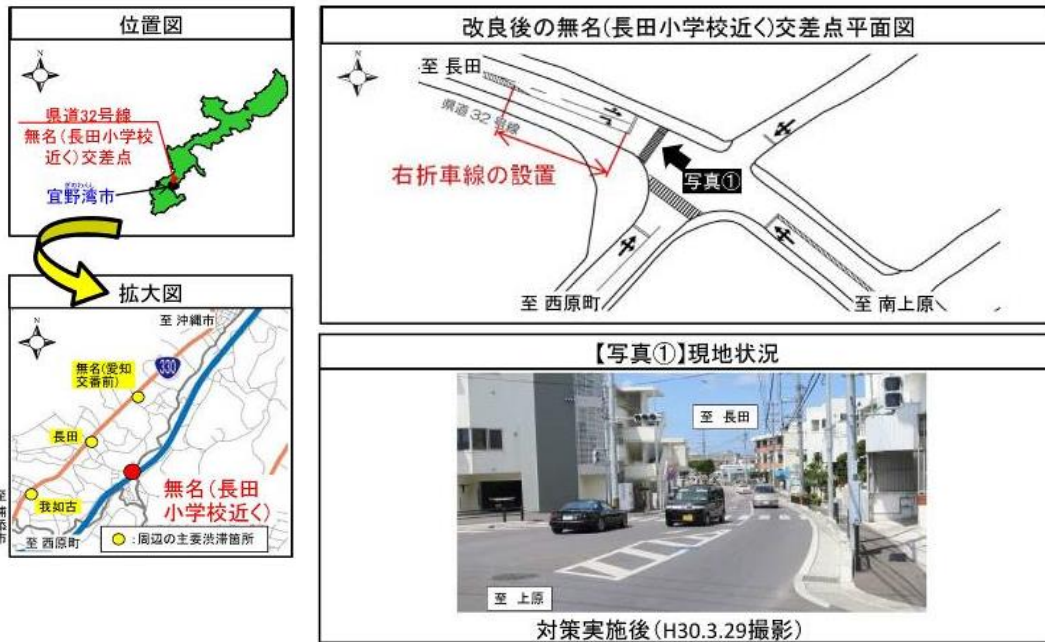 位置図
N
県道32号線
無名(長田小学校
近く)交差点
ぎのわんし
宜野湾市
拡大図
N
至 沖縄市
330
無名(愛知
交番前)
長田
我如古
無名(長田
小学校近く)
至 浦添市
至 西原町
:周辺の主要渋滞箇所
改良後の無名(長田小学校近く)交差点平面図
N
至 長田
県道 32 号線
右折車線の設置
写真①
至 西原町
至 南上原
【写真①】現地状況
至 長田
至 上原
対策実施後(H30.3.29撮影)